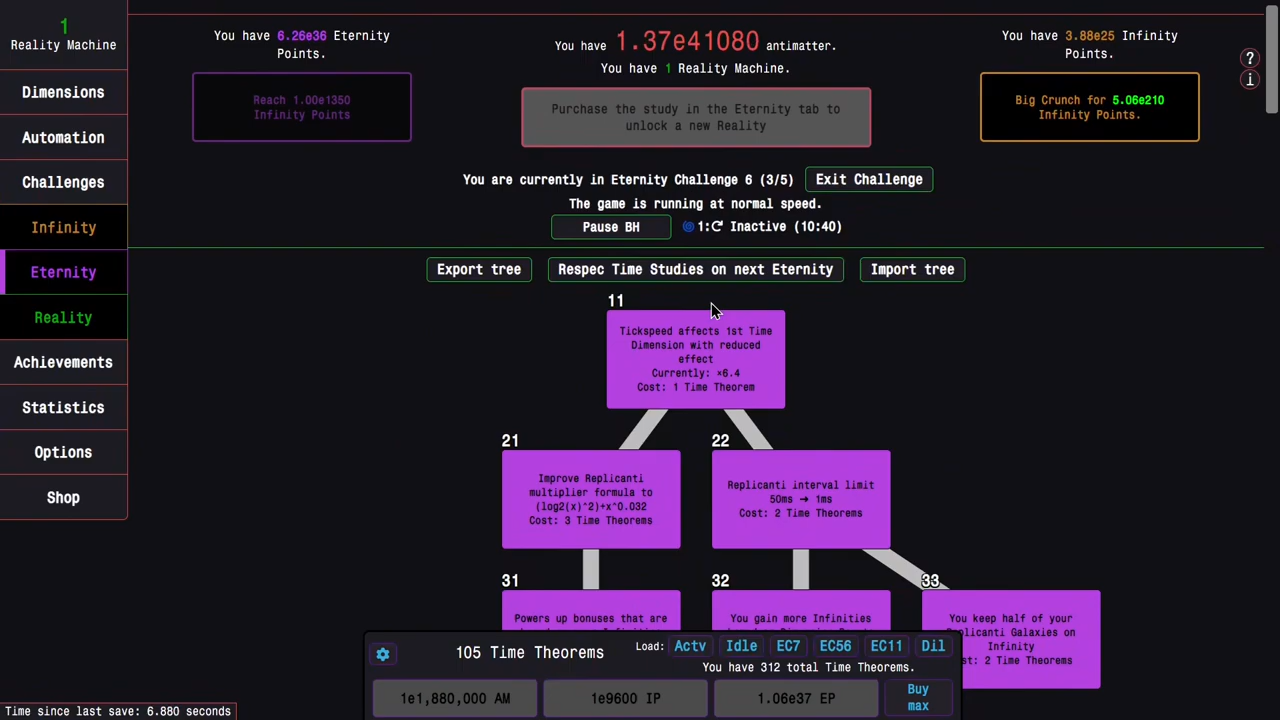 1
Reality Machine
Dimensions
Automation
Challenges
Infinity
Eternity
Reality
Achievements
Statistics
Options
Shop
You have 6.26e36 Eternity
Points.
Reach 1.00e1350
Infinity Points
You have 1.37e41080 antimatter.
You have 1 Reality Machine.
Purchase the study in the Eternity tab to
unlock a new Reality
You have 3.88e25 Infinity
Points.
Big Crunch for 5.06e210
Infinity Points.
?
i
You are currently in Eternity Challenge 6 (3/5) Exit Challenge
The game is running at normal speed.
Pause BH 1: Inactive (10:40)
Export tree Respec Time Studies on next Eternity Import tree
11
Tickspeed affects 1st Time
Dimension with reduced
effect
Currently: ×6.4
Cost: 1 Time Theorem
21
Improve Replicanti
multiplier formula to
(log2(x)^2)+x^0.032
Cost: 3 Time Theorems
22
Replicanti interval limit
50ms → 1ms
Cost: 2 Time Theorems
31
Powers up bonuses that are
32
You gain more Infinities
33
You keep half of your
Replicanti Galaxies on
Infinity
st: 2 Time Theorems
105 Time Theorems
Load: Actv Idle EC7 EC56 EC11 Dil
You have 312 total Time Theorems.
1e1,880,000 AM 1e9600 IP 1.06e37 EP
Buy
max
Time since last save: 6.880 seconds